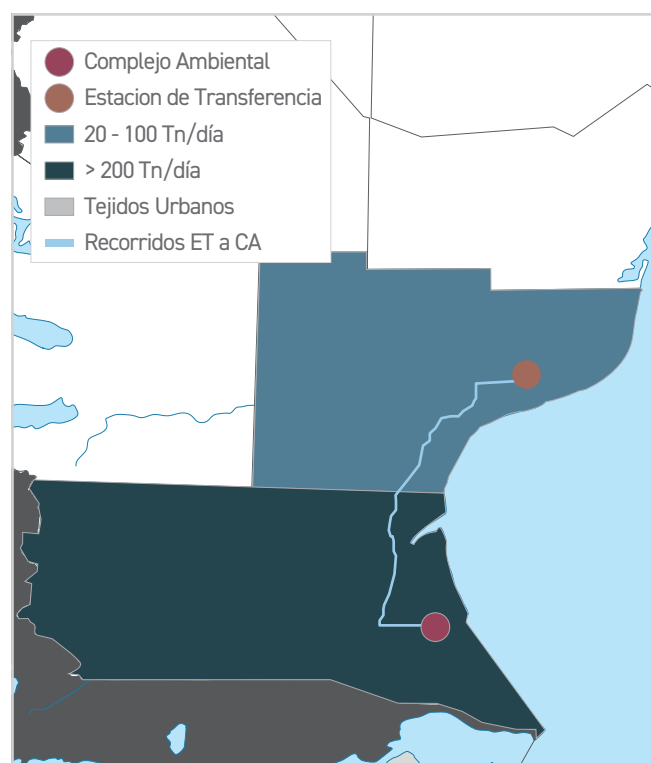 Complejo Ambiental
Estacion de Transferencia
20 - 100 Tn/día
> 200 Tn/día
Tejidos Urbanos
Recorridos ET a CA